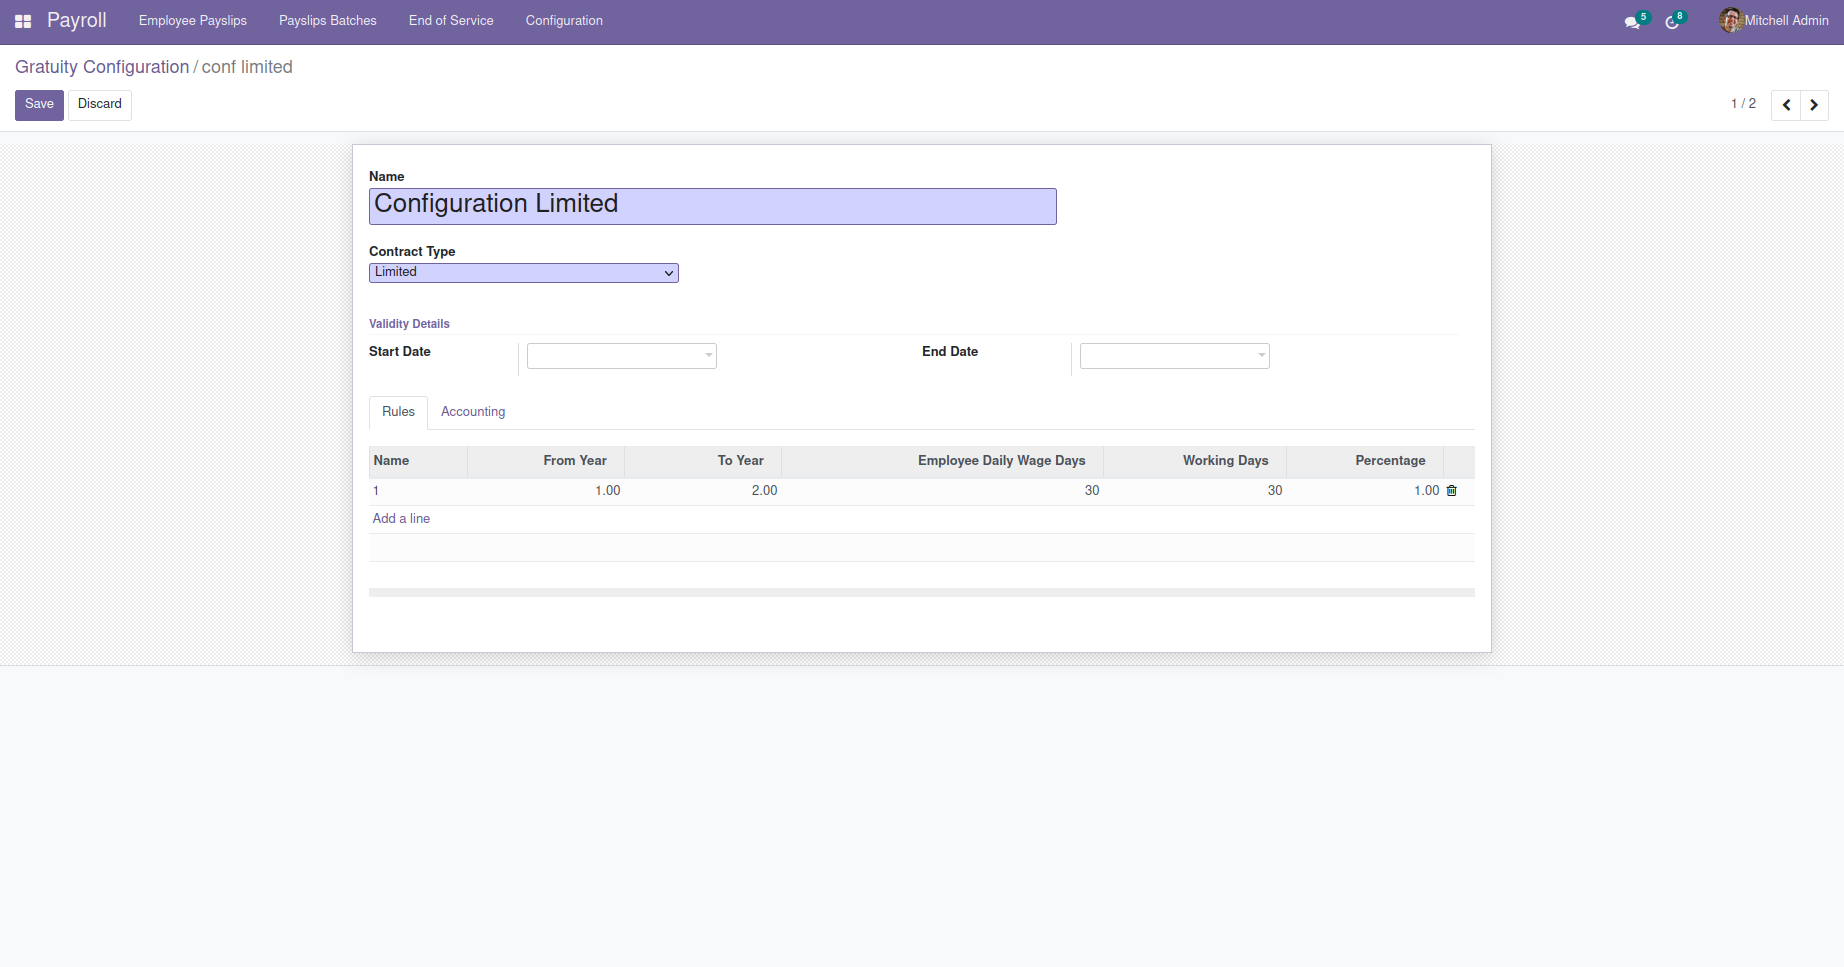 Payroll Employee Payslips Payslips Batches End of Service Configuration 5 8 Mitchell Admin
Gratuity Configuration / conf limited
Save Discard 1 / 2
Name
Configuration Limited
Contract Type
Limited
Validity Details
Start Date End Date
Rules Accounting
Name From Year To Year Employee Daily Wage Days Working Days Percentage
1 1.00 2.00 30 30 1.00
Add a line